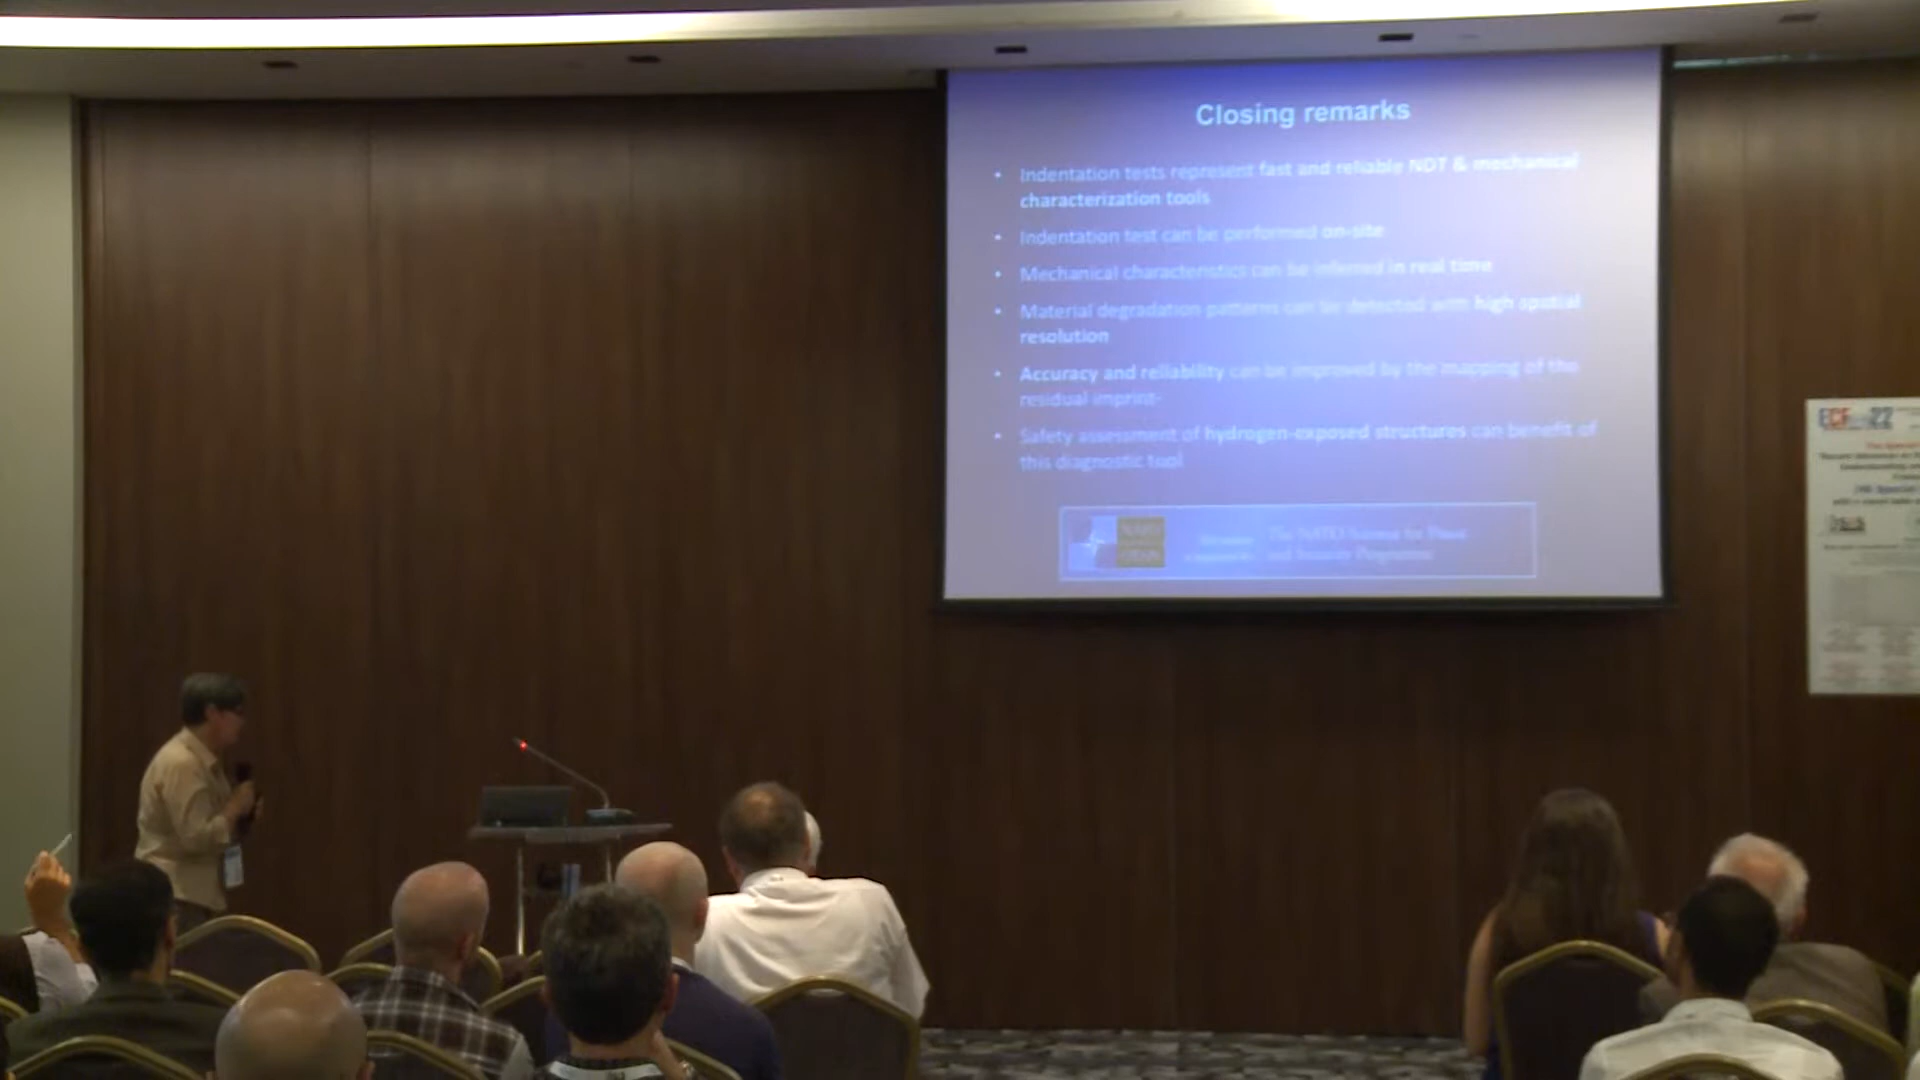 Closing remarks
• Indentation tests represent fast and reliable NDT & mechanical
characterization tools
• Indentation test can be performed on-site
• Mechanical characteristics can be inferred in real time
• Material degradation patterns can be detected with high spatial
resolution
• Accuracy and reliability can be improved by the mapping of the
residual imprint-
• Safety assessment of hydrogen-exposed structures can benefit of
this diagnostic tool
The NATO Science for Peace
and Security Programme
ECF 22